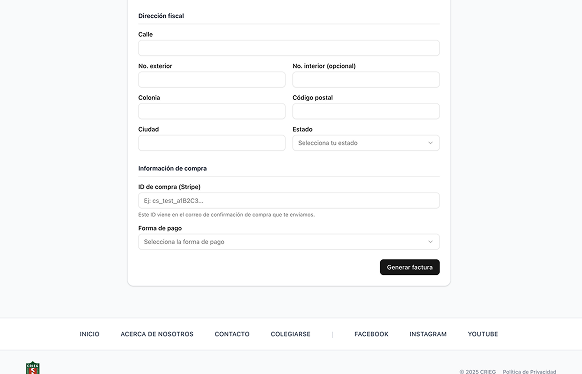 Dirección fiscal
Calle
No. exterior
No. interior (opcional)
Colonia
Código postal
Ciudad
Estado
Selecciona tu estado
Información de compra
ID de compra (Stripe)
Ej: cs_test_a1B2C3...
Este ID viene en el correo de confirmación de compra que te enviamos.
Forma de pago
Selecciona la forma de pago
Generar factura
INICIO ACERCA DE NOSOTROS CONTACTO COLEGIARSE | FACEBOOK INSTAGRAM YOUTUBE
CRIEG
© 2025 CRIEG Política de Privacidad